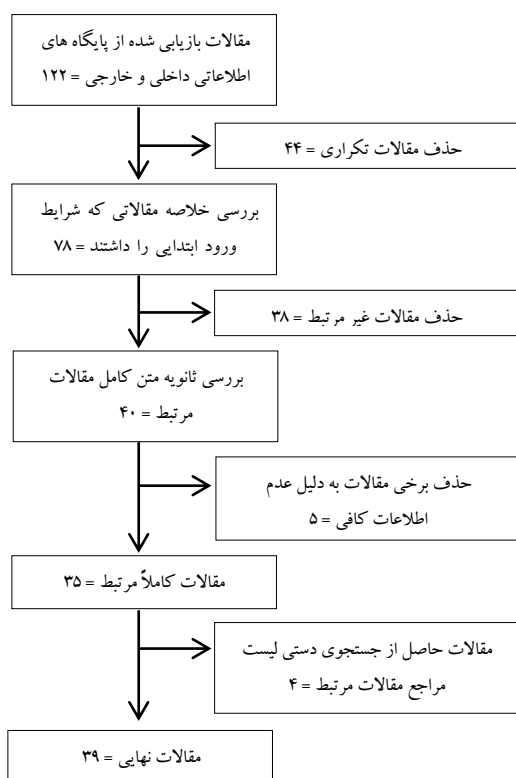 مقالات بازیابی شده از پایگاه های
اطلاعاتی داخلی و خارجی = ۱۲۲
حذف مقالات تکراری = ۴۴
بررسی خلاصه مقالاتی که شرایط
ورود ابتدایی را داشتند = ۷۸
حذف مقالات غیر مرتبط = ۳۸
بررسی ثانویه متن کامل مقالات
مرتبط = ۴۰
حذف برخی مقالات به دلیل عدم
اطلاعات کافی = ۵
مقالات کاملاً مرتبط = ۳۵
مقالات حاصل از جستجوی دستی لیست
مراجع مقالات مرتبط = ۴
مقالات نهایی = ۳۹